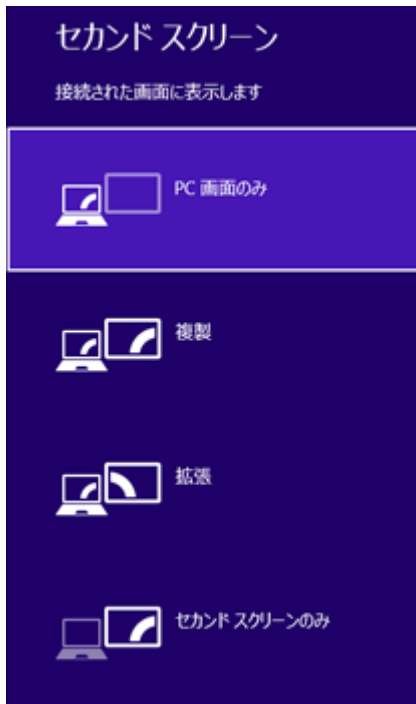 セカンド スクリーン
接続された画面に表示します
PC 画面のみ
複製
拡張
セカンド スクリーンのみ